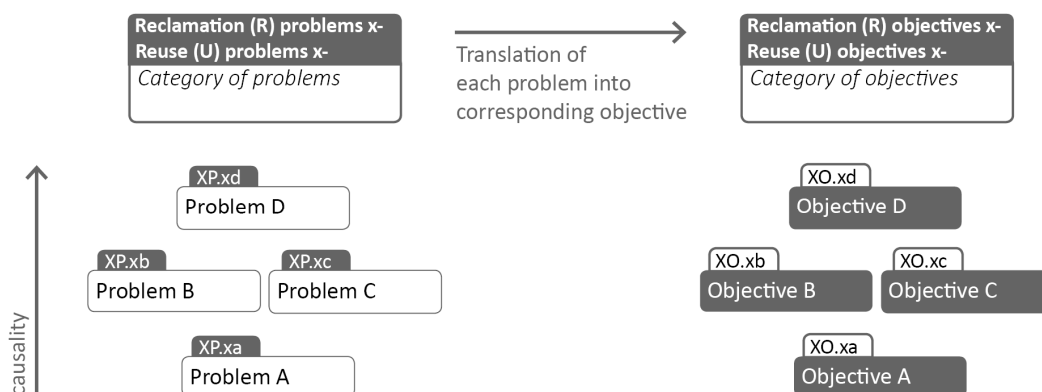 Reclamation (R) problems x-
Reuse (U) problems x-
Category of problems
Translation of
each problem into
corresponding objective
Reclamation (R) objectives x-
Reuse (U) objectives x-
Category of objectives
XP.xd
Problem D
XO.xd
Objective D
XP.xb
Problem B
XP.xc
Problem C
XO.xb
Objective B
XO.xc
Objective C
XP.xa
Problem A
XO.xa
Objective A
causality